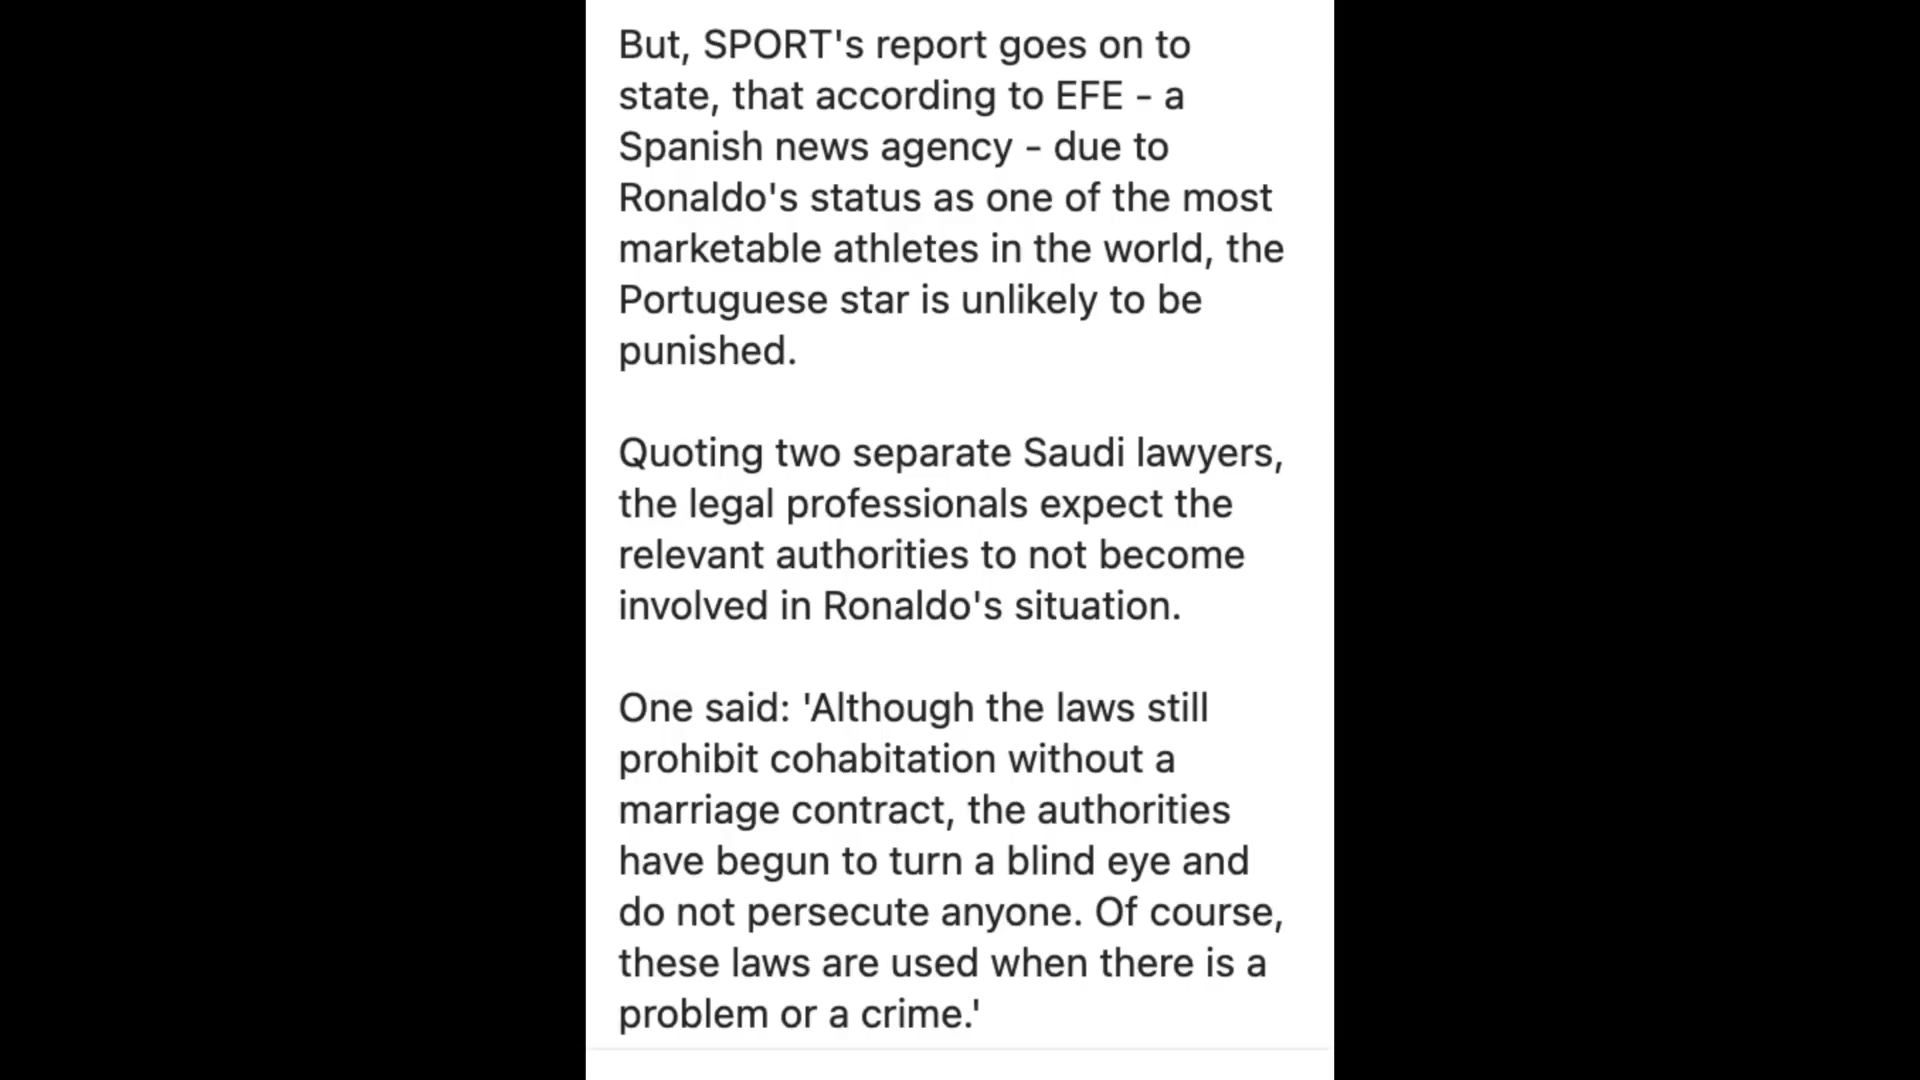 But, SPORT's report goes on to
state, that according to EFE - a
Spanish news agency - due to
Ronaldo's status as one of the most
marketable athletes in the world, the
Portuguese star is unlikely to be
punished.
Quoting two separate Saudi lawyers,
the legal professionals expect the
relevant authorities to not become
involved in Ronaldo's situation.
One said: 'Although the laws still
prohibit cohabitation without a
marriage contract, the authorities
have begun to turn a blind eye and
do not persecute anyone. Of course,
these laws are used when there is a
problem or a crime.'